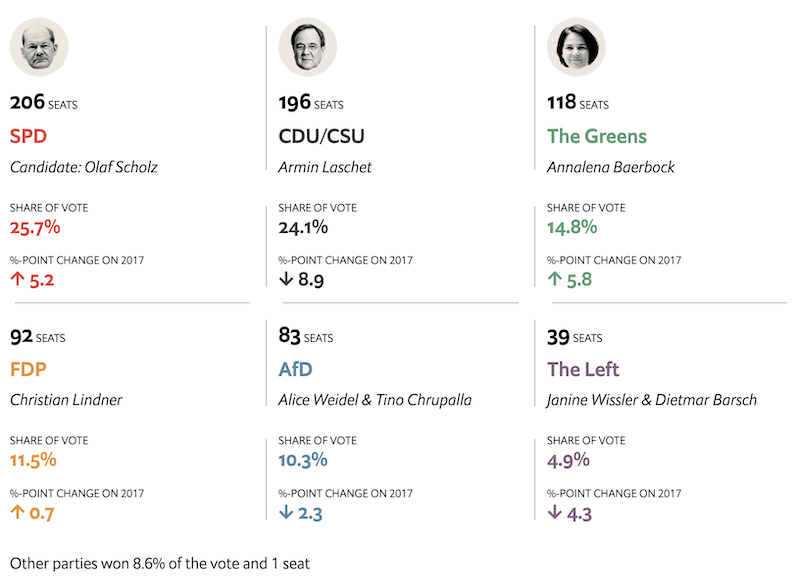 206 SEATS
SPD
Candidate: Olaf Scholz
SHARE OF VOTE
25.7%
%-POINT CHANGE ON 2017
↑ 5.2
196 SEATS
CDU/CSU
Armin Laschet
SHARE OF VOTE
24.1%
%-POINT CHANGE ON 2017
↓ 8.9
118 SEATS
The Greens
Annalena Baerbock
SHARE OF VOTE
14.8%
%-POINT CHANGE ON 2017
↑ 5.8
92 SEATS
FDP
Christian Lindner
SHARE OF VOTE
11.5%
%-POINT CHANGE ON 2017
↑ 0.7
83 SEATS
AfD
Alice Weidel & Tino Chrupalla
SHARE OF VOTE
10.3%
%-POINT CHANGE ON 2017
↓ 2.3
39 SEATS
The Left
Janine Wissler & Dietmar Barsch
SHARE OF VOTE
4.9%
%-POINT CHANGE ON 2017
↓ 4.3
Other parties won 8.6% of the vote and 1 seat